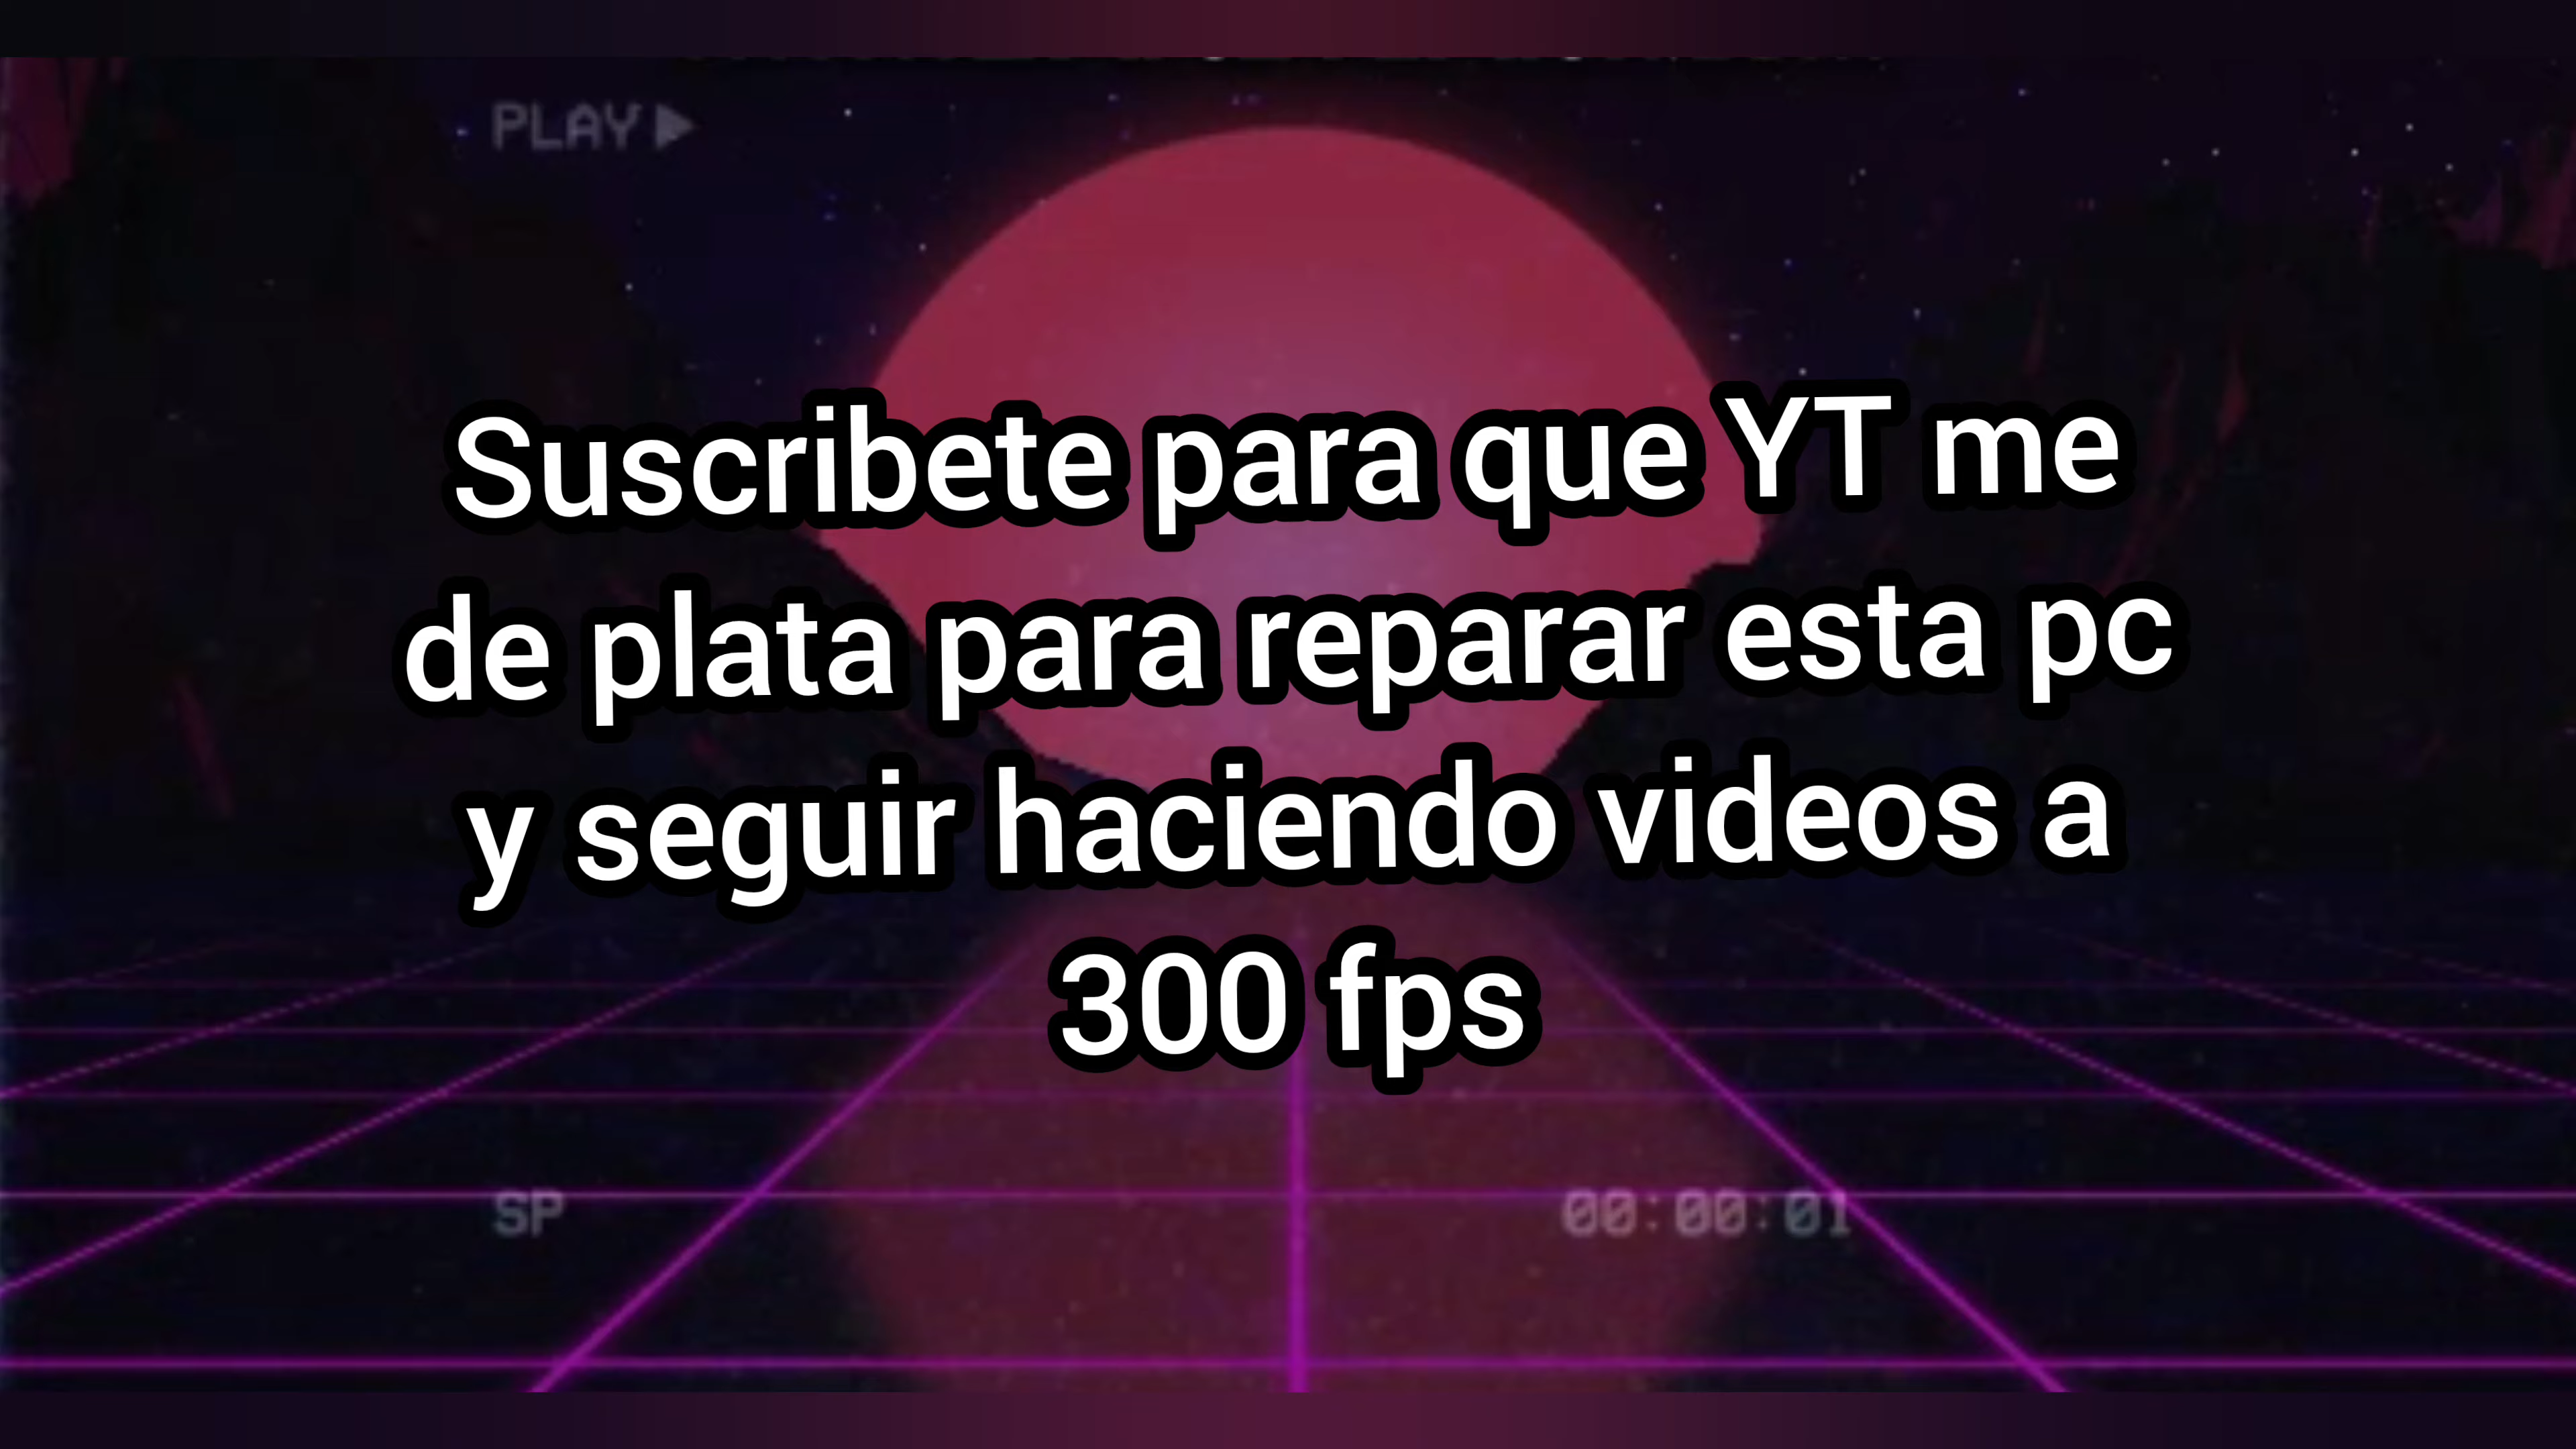 PLAY
Suscribete para que YT me
de plata para reparar esta pc
y seguir haciendo videos a
300 fps
SP
00:00:01